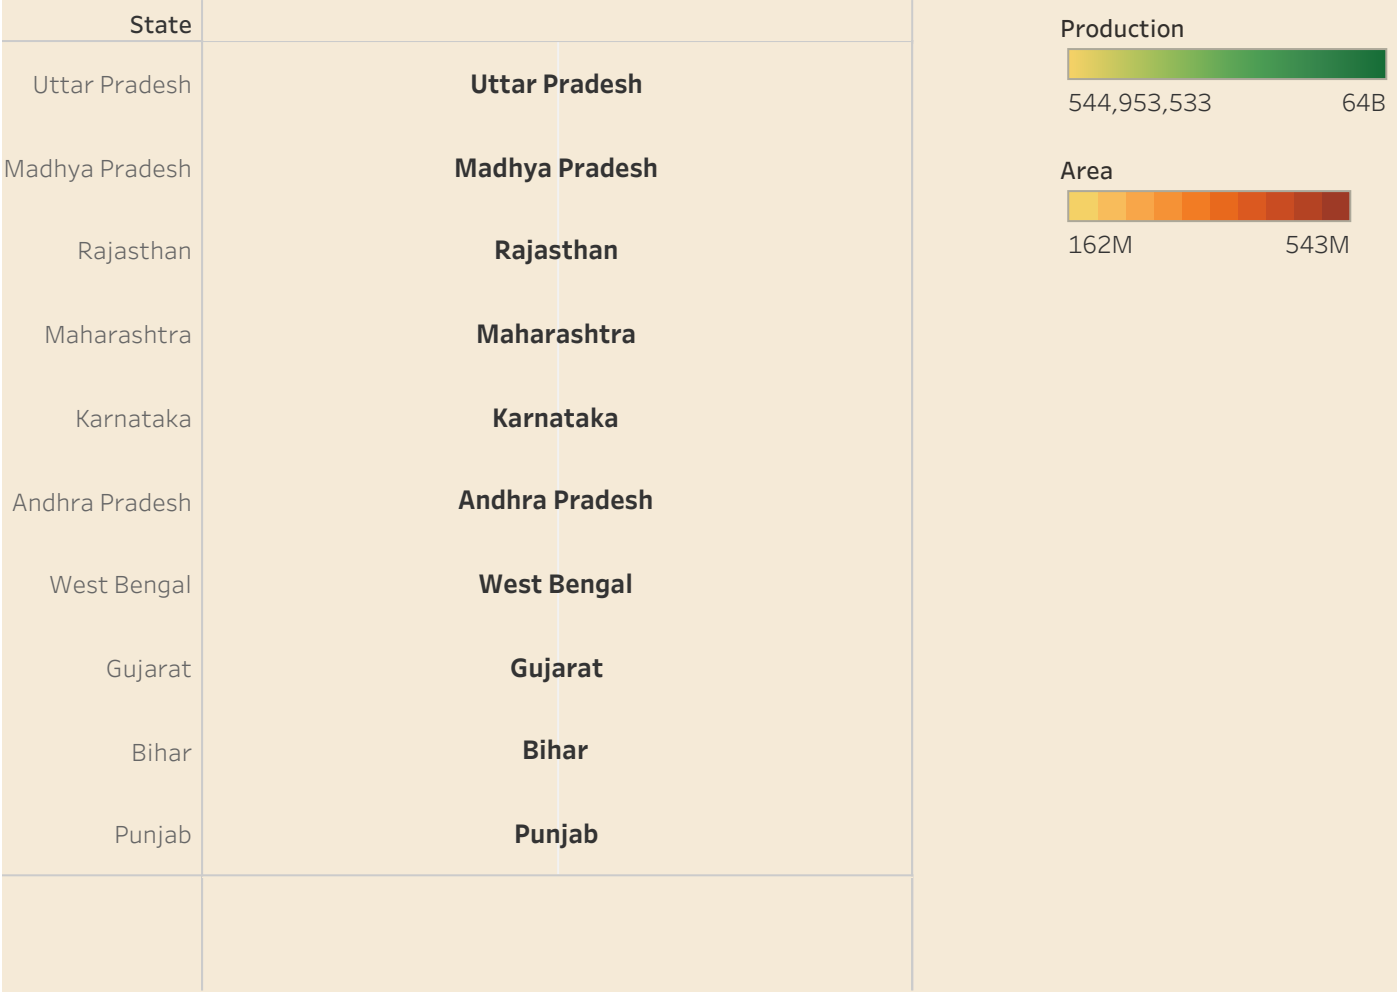 State
Uttar Pradesh Uttar Pradesh
Madhya Pradesh Madhya Pradesh
Rajasthan Rajasthan
Maharashtra Maharashtra
Karnataka Karnataka
Andhra Pradesh Andhra Pradesh
West Bengal West Bengal
Gujarat Gujarat
Bihar Bihar
Punjab Punjab
Production
544,953,533 64B
Area
162M 543M